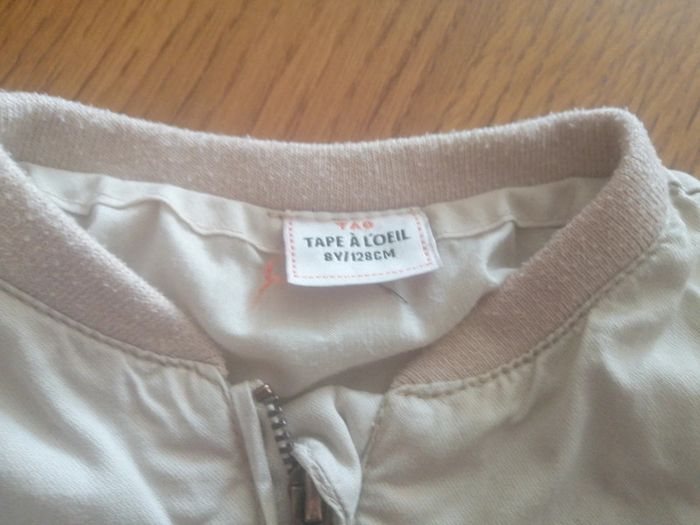 TAO
TAPE À L'OEIL
8Y/128CM